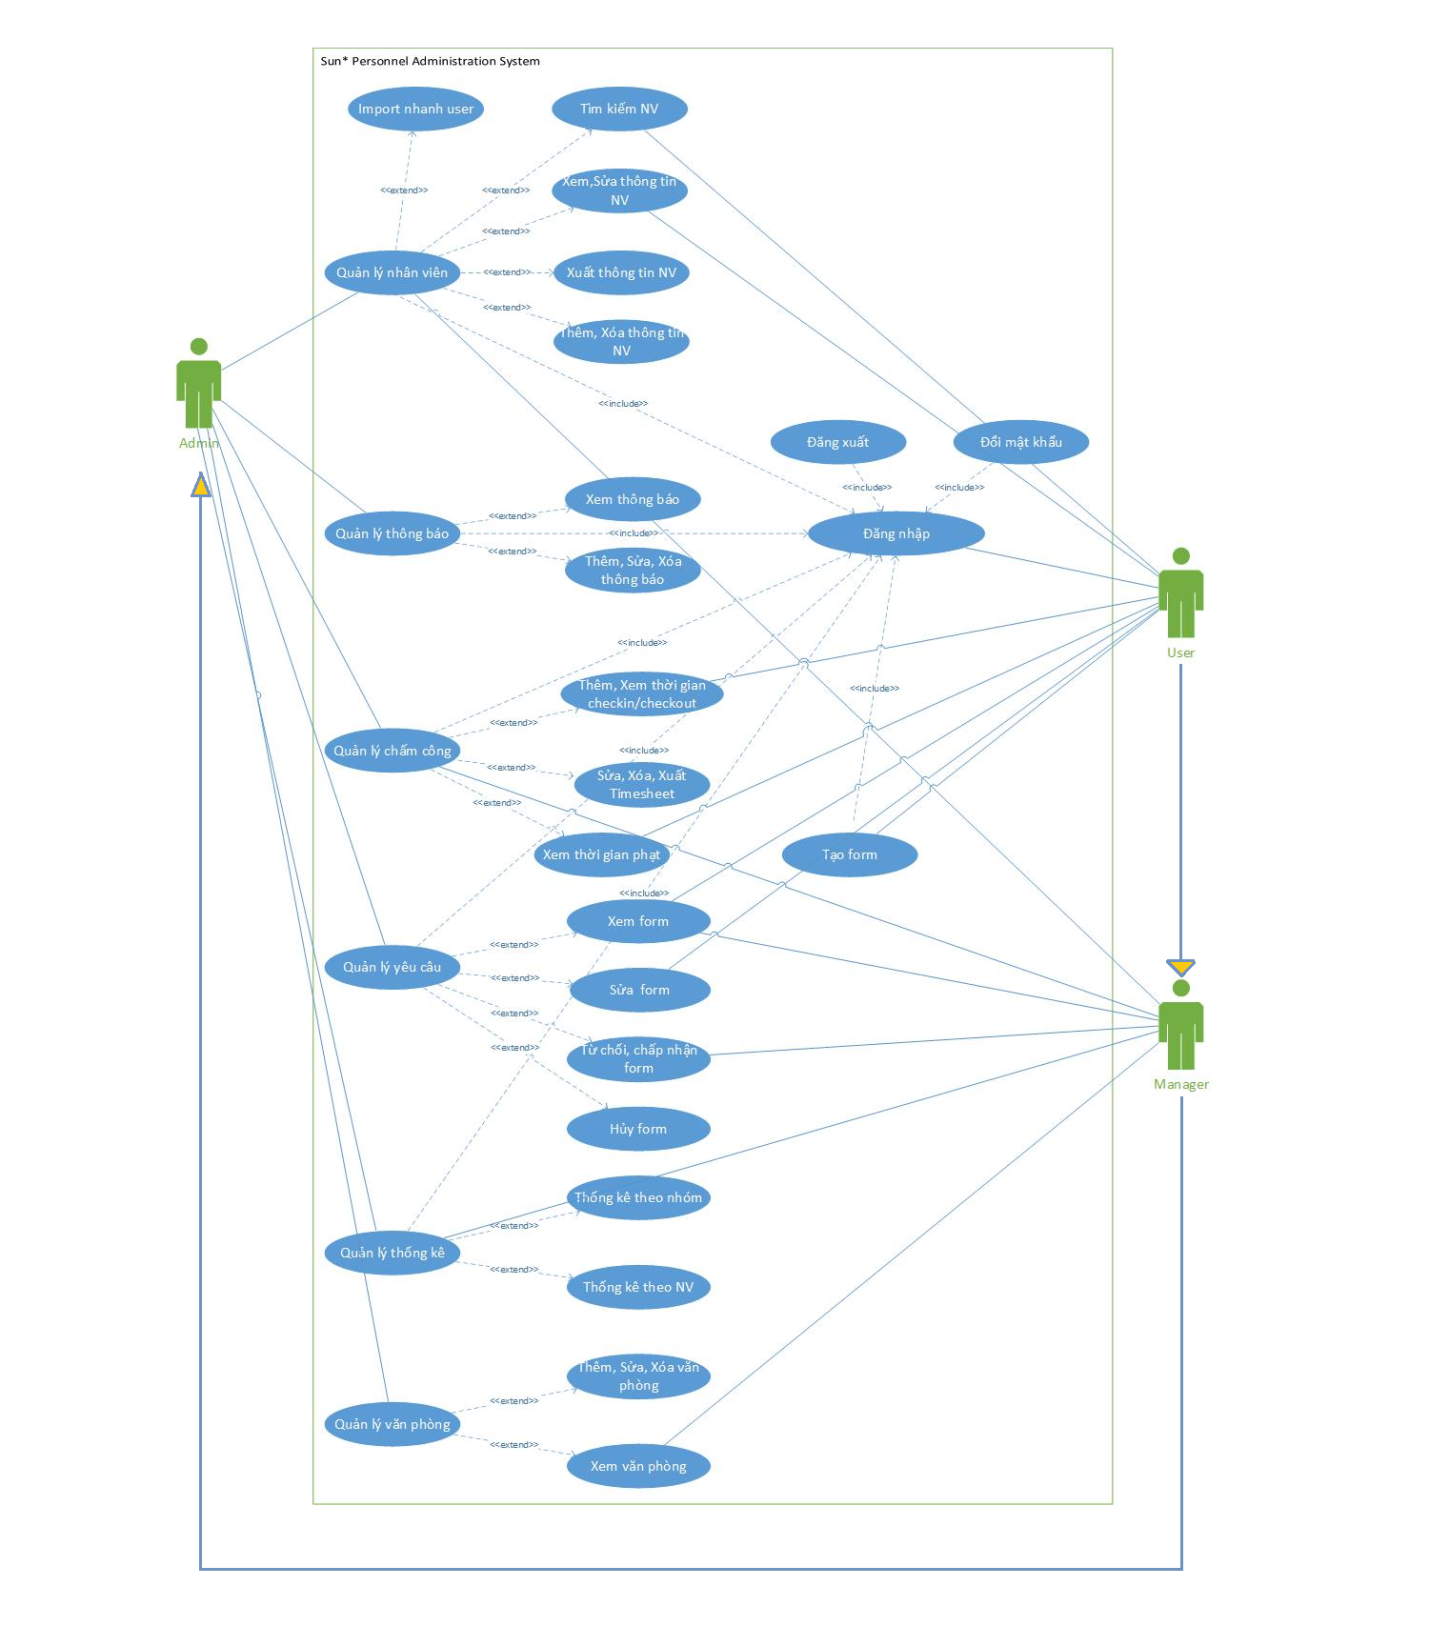 Sun* Personnel Administration System
Import nhanh user
Tìm kiếm NV
<<extend>>
<<extend>>
Xem,Sửa thông tin
NV
<<extend>>
Quản lý nhân viên
<<extend>>
Xuất thông tin NV
<<extend>>
Thêm, Xóa thông tin
NV
<<include>>
Admin
Đăng xuất
Đổi mật khẩu
<<include>>
<<include>>
Xem thông báo
<<extend>>
Quản lý thông báo
<<include>>
Đăng nhập
<<extend>>
Thêm, Sửa, Xóa
thông báo
User
<<include>>
<<include>>
Thêm, Xem thời gian
checkin/checkout
<<extend>>
Quản lý chấm công
<<include>>
<<extend>>
Sửa, Xóa, Xuất
Timesheet
<<extend>>
Xem thời gian phạt
Tạo form
<<include>>
Xem form
<<extend>>
Quản lý yêu câu
<<extend>>
Sửa  form
<<extend>>
<<extend>>
Từ chối, chấp nhận
form
Manager
Hủy form
Thống kê theo nhóm
<<extend>>
Quản lý thống kê
<<extend>>
Thống kê theo NV
Thêm, Sửa, Xóa văn
phòng
<<extend>>
Quản lý văn phòng
<<extend>>
Xem văn phòng